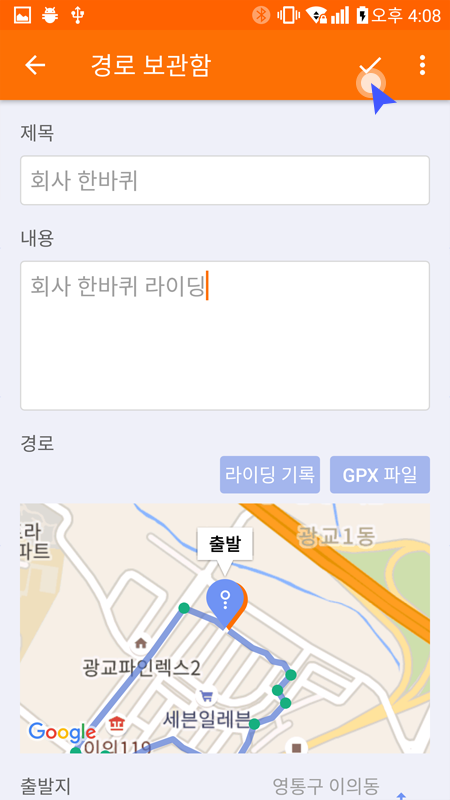 오후 4:08
경로 보관함
제목
회사 한바퀴
내용
회사 한바퀴 라이딩
경로
라이딩 기록
GPX 파일
광교1동
출발
광교파인렉스2
세븐일레븐
Google
이의119
출발지
영통구 이의동